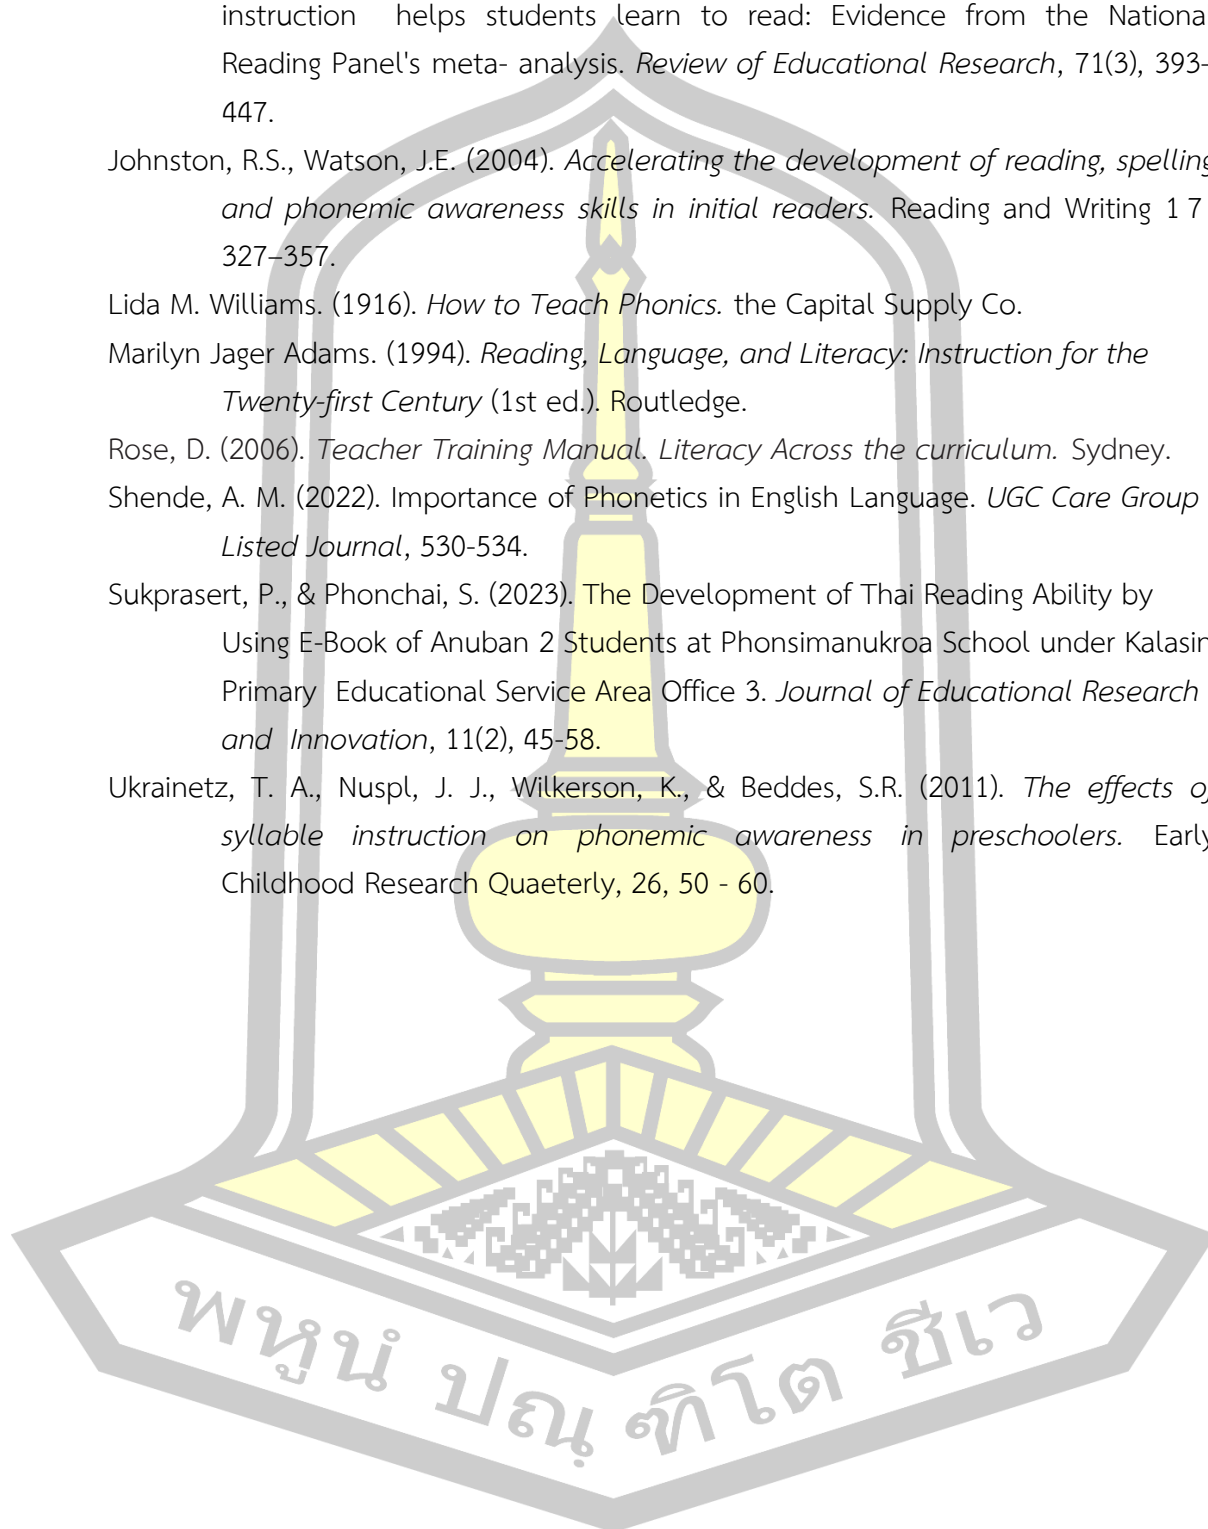 instruction helps students learn to read: Evidence from the Nationa
Reading Panel's meta- analysis. Review of Educational Research, 71(3), 393-
447.
Johnston, R.S., Watson, J.E. (2004). Accelerating the development of reading, spelling
and phonemic awareness skills in initial readers. Reading and Writing 1 7
327–357.
Lida M. Williams. (1916). How to Teach Phonics. the Capital Supply Co.
Marilyn Jager Adams. (1994). Reading, Language, and Literacy: Instruction for the
Twenty-first Century (1st ed.). Routledge.
Rose, D. (2006). Teacher Training Manual. Literacy Across the curriculum. Sydney.
Shende, A. M. (2022). Importance of Phonetics in English Language. UGC Care Group
Listed Journal, 530-534.
Sukprasert, P., & Phonchai, S. (2023). The Development of Thai Reading Ability by
Using E-Book of Anuban 2 Students at Phonsimanukroa School under Kalasin
Primary Educational Service Area Office 3. Journal of Educational Research
and Innovation, 11(2), 45-58.
Ukrainetz, T. A., Nuspl, J. J., Wilkerson, K., & Beddes, S.R. (2011). The effects of
syllable instruction on phonemic awareness in preschoolers. Early
Childhood Research Quaeterly, 26, 50 - 60.
พหูนํ ปณฺฑิโต ชีเว